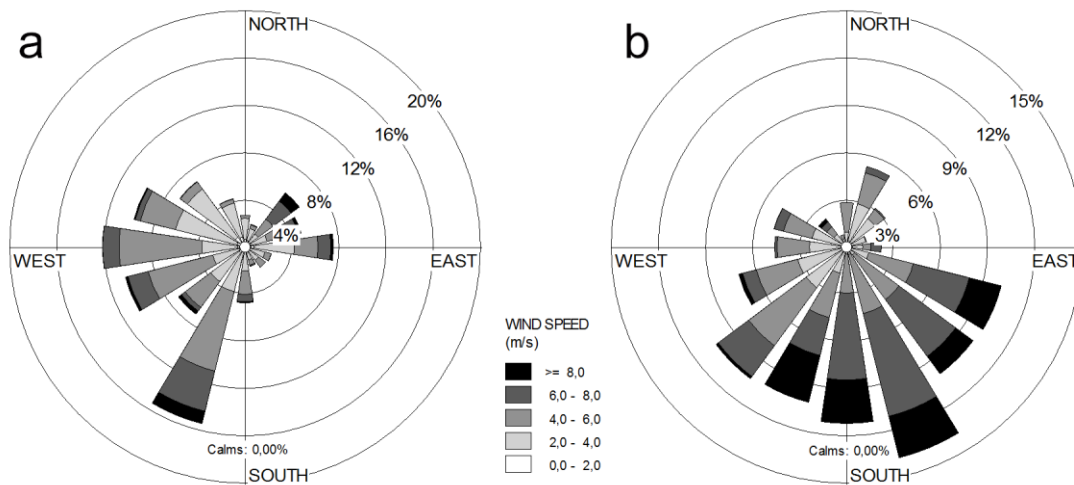 a
NORTH
20%
16%
12%
8%
4%
WEST
EAST
Calms: 0,00%
SOUTH
WIND SPEED
(m/s)
>= 8,0
6,0 - 8,0
4,0 - 6,0
2,0 - 4,0
0,0 - 2,0
b
NORTH
15%
12%
9%
6%
3%
WEST
EAST
Calms: 0,00%
SOUTH